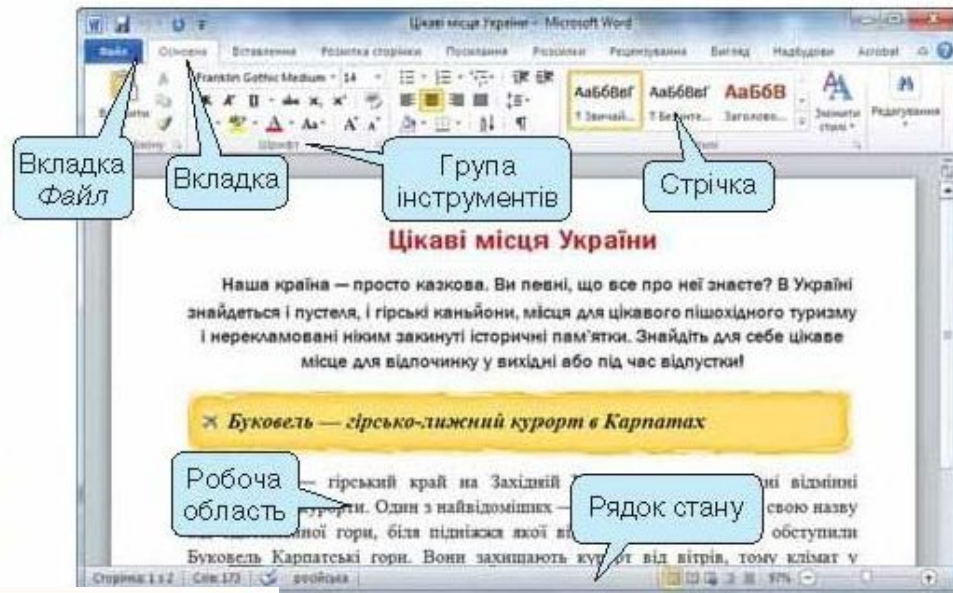 Цікаві місця України - Microsoft Word
Файл Основне Вставлення Розмітка сторінки Посилання Розсилки Рецензування Вигляд Надбудови Acrobat
Franklin Gothic Medium 14
АаБбВвГ АаБбВвГ АаБбВ
Звичай... Заголово...
Змінити стилі
Редагування
Шрифт
Вкладка
Файл
Вкладка
Група
інструментів
Стрічка
Цікаві місця України
Наша країна — просто казкова. Ви певні, що все про неї знаєте? В Україні
знайдеться і пустеля, і гірські каньйони, місця для цікавого пішохідного туризму
і нерекламовані ніким закинуті історичні пам'ятки. Знайдіть для себе цікаве
місце для відпочинку у вихідні або під час відпустки!
Буковель — гірсько-лижний курорт в Карпатах
— гірський край на Західній відмінні
Один з найвідоміших — свою назву
гори, біля підніжжя якої обступили
Буковель Карпатські гори. Вони захищають курорт від вітрів, тому клімат у
Робоча
область
Рядок стану
Сторінка: 1 з 2 Слів: 173 російська 97%